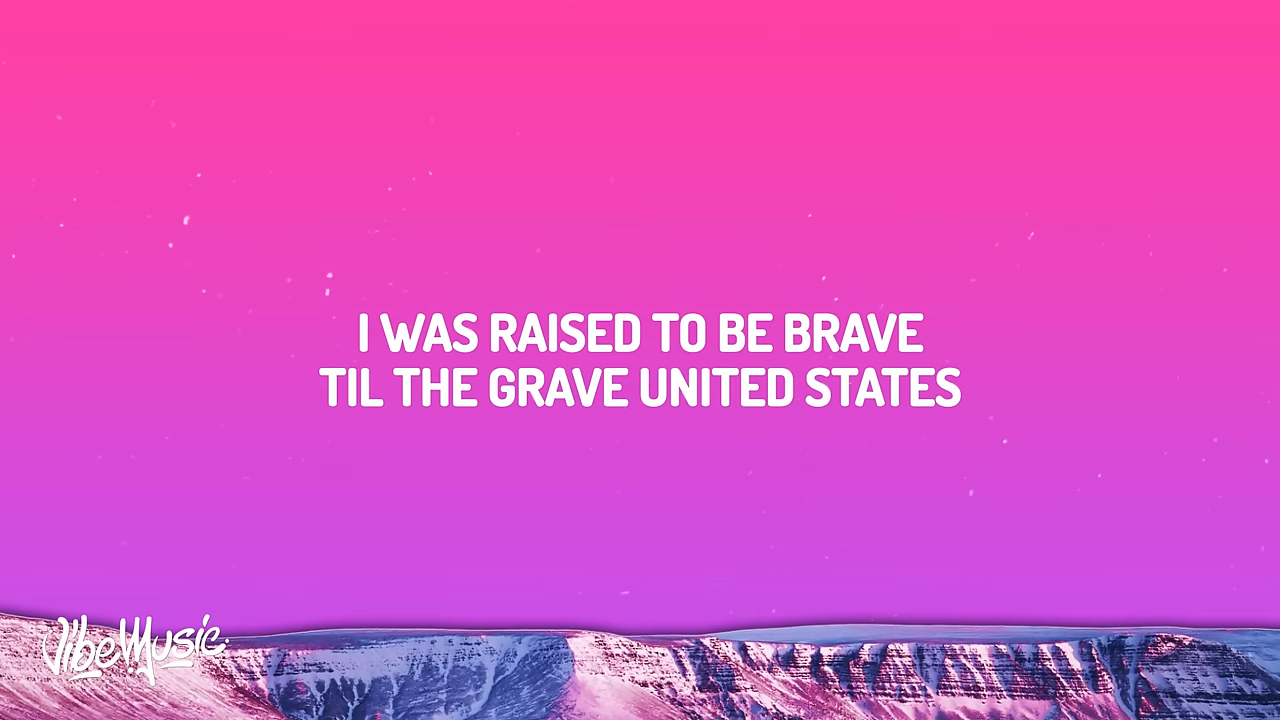 I WAS RAISED TO BE BRAVE
TIL THE GRAVE UNITED STATES
VibeMusic.